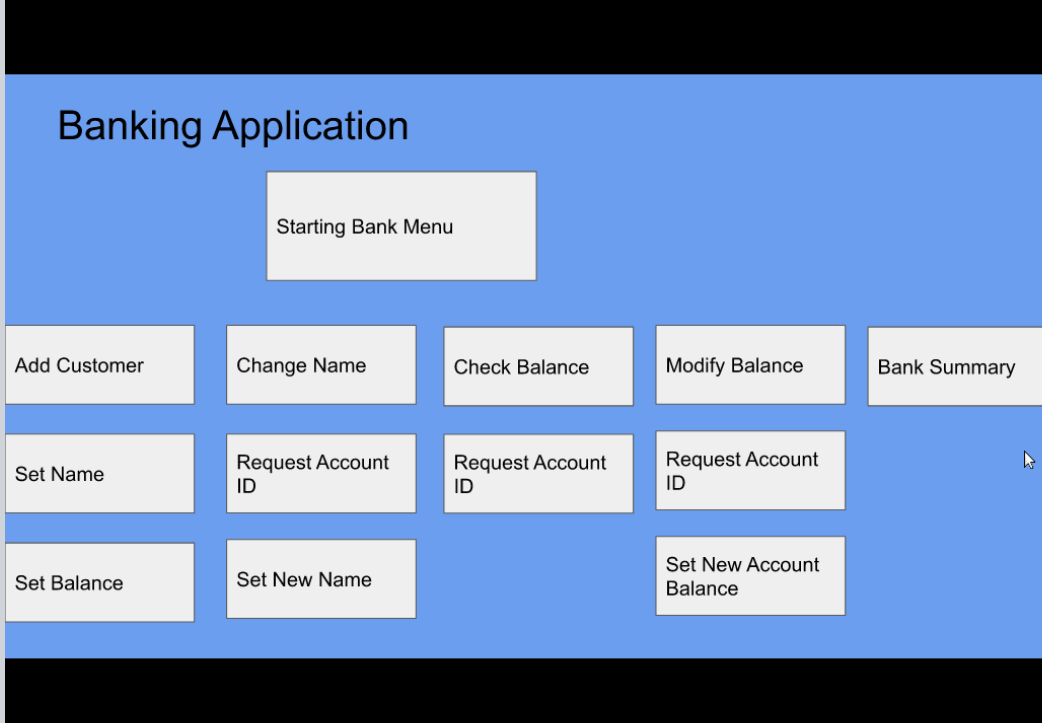 Banking Application
Starting Bank Menu
Add Customer
Change Name
Check Balance
Modify Balance
Bank Summary
Set Name
Request Account
ID
Request Account
ID
Request Account
ID
Set Balance
Set New Name
Set New Account
Balance